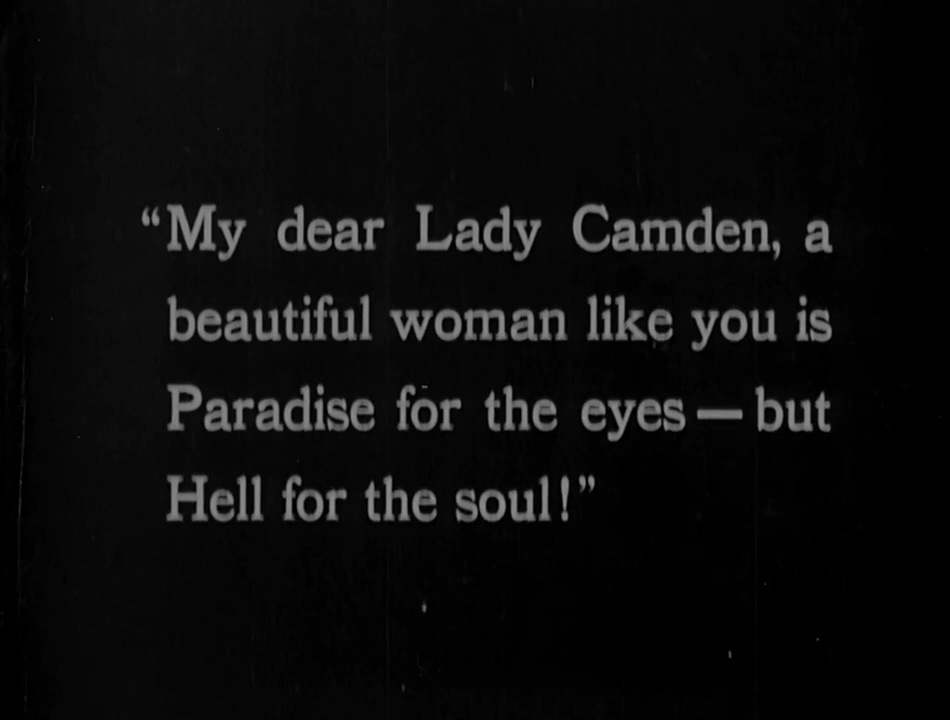 “My dear Lady Camden, a
beautiful woman like you is
Paradise for the eyes — but
Hell for the soul!”